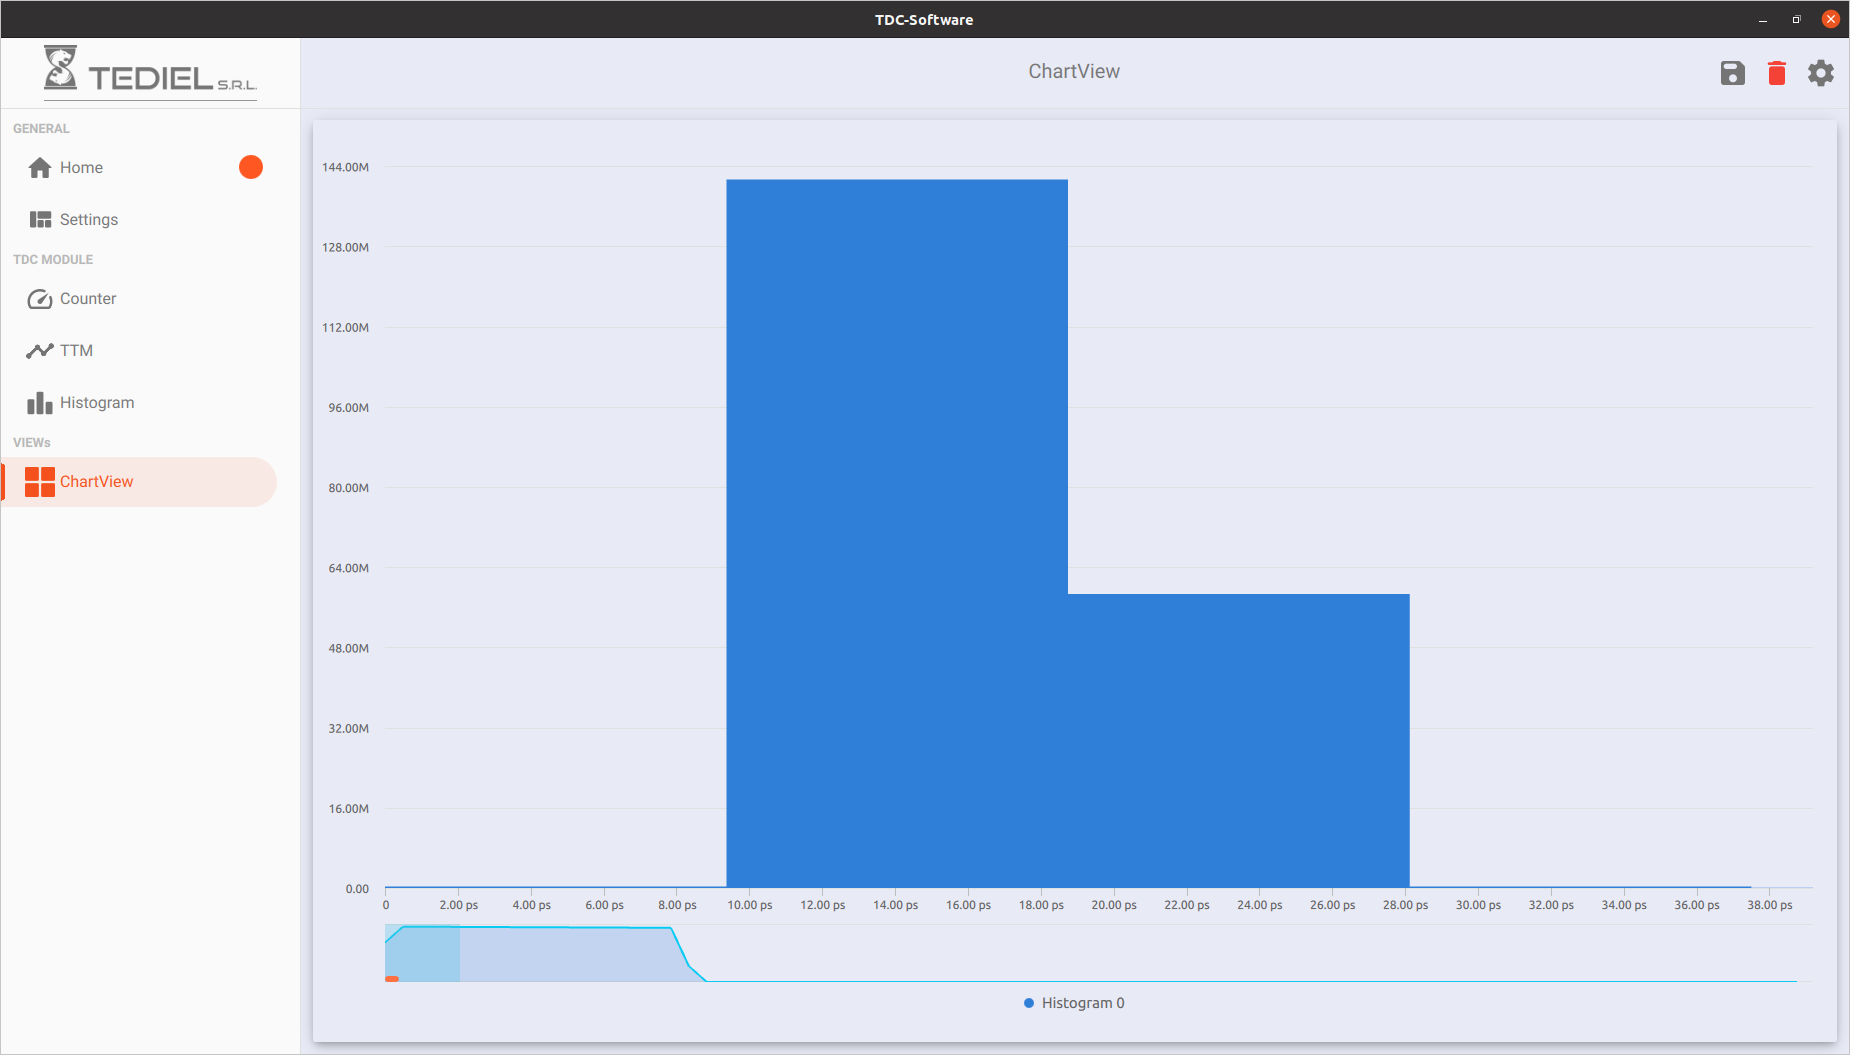 TDC-Software
TEDIEL S.R.L.
ChartView
GENERAL
Home
Settings
TDC MODULE
Counter
TTM
Histogram
VIEWs
ChartView
144.00M
128.00M
112.00M
96.00M
80.00M
64.00M
48.00M
32.00M
16.00M
0.00
0 2.00 ps 4.00 ps 6.00 ps 8.00 ps 10.00 ps 12.00 ps 14.00 ps 16.00 ps 18.00 ps 20.00 ps 22.00 ps 24.00 ps 26.00 ps 28.00 ps 30.00 ps 32.00 ps 34.00 ps 36.00 ps 38.00 ps
Histogram 0